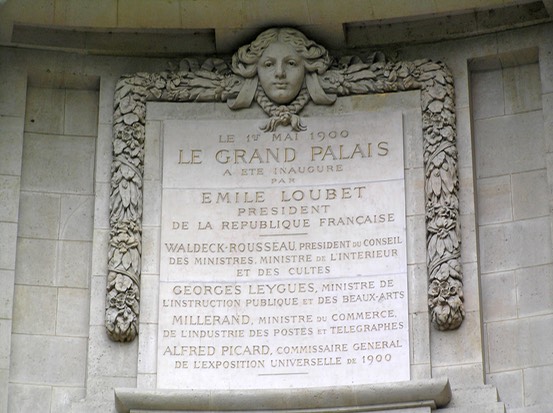 LE 1ER MAI 1900
LE GRAND PALAIS
A ETE INAUGURE
PAR
EMILE LOUBET
PRESIDENT
DE LA REPUBLIQUE FRANÇAISE
WALDECK-ROUSSEAU, PRESIDENT DU CONSEIL
DES MINISTRES, MINISTRE DE L'INTERIEUR
ET DES CULTES
GEORGES LEYGUES, MINISTRE DE
L'INSTRUCTION PUBLIQUE ET DES BEAUX-ARTS
MILLERAND, MINISTRE DU COMMERCE,
DE L'INDUSTRIE DES POSTES ET TELEGRAPHES
ALFRED PICARD, COMMISSAIRE GENERAL
DE L'EXPOSITION UNIVERSELLE DE 1900